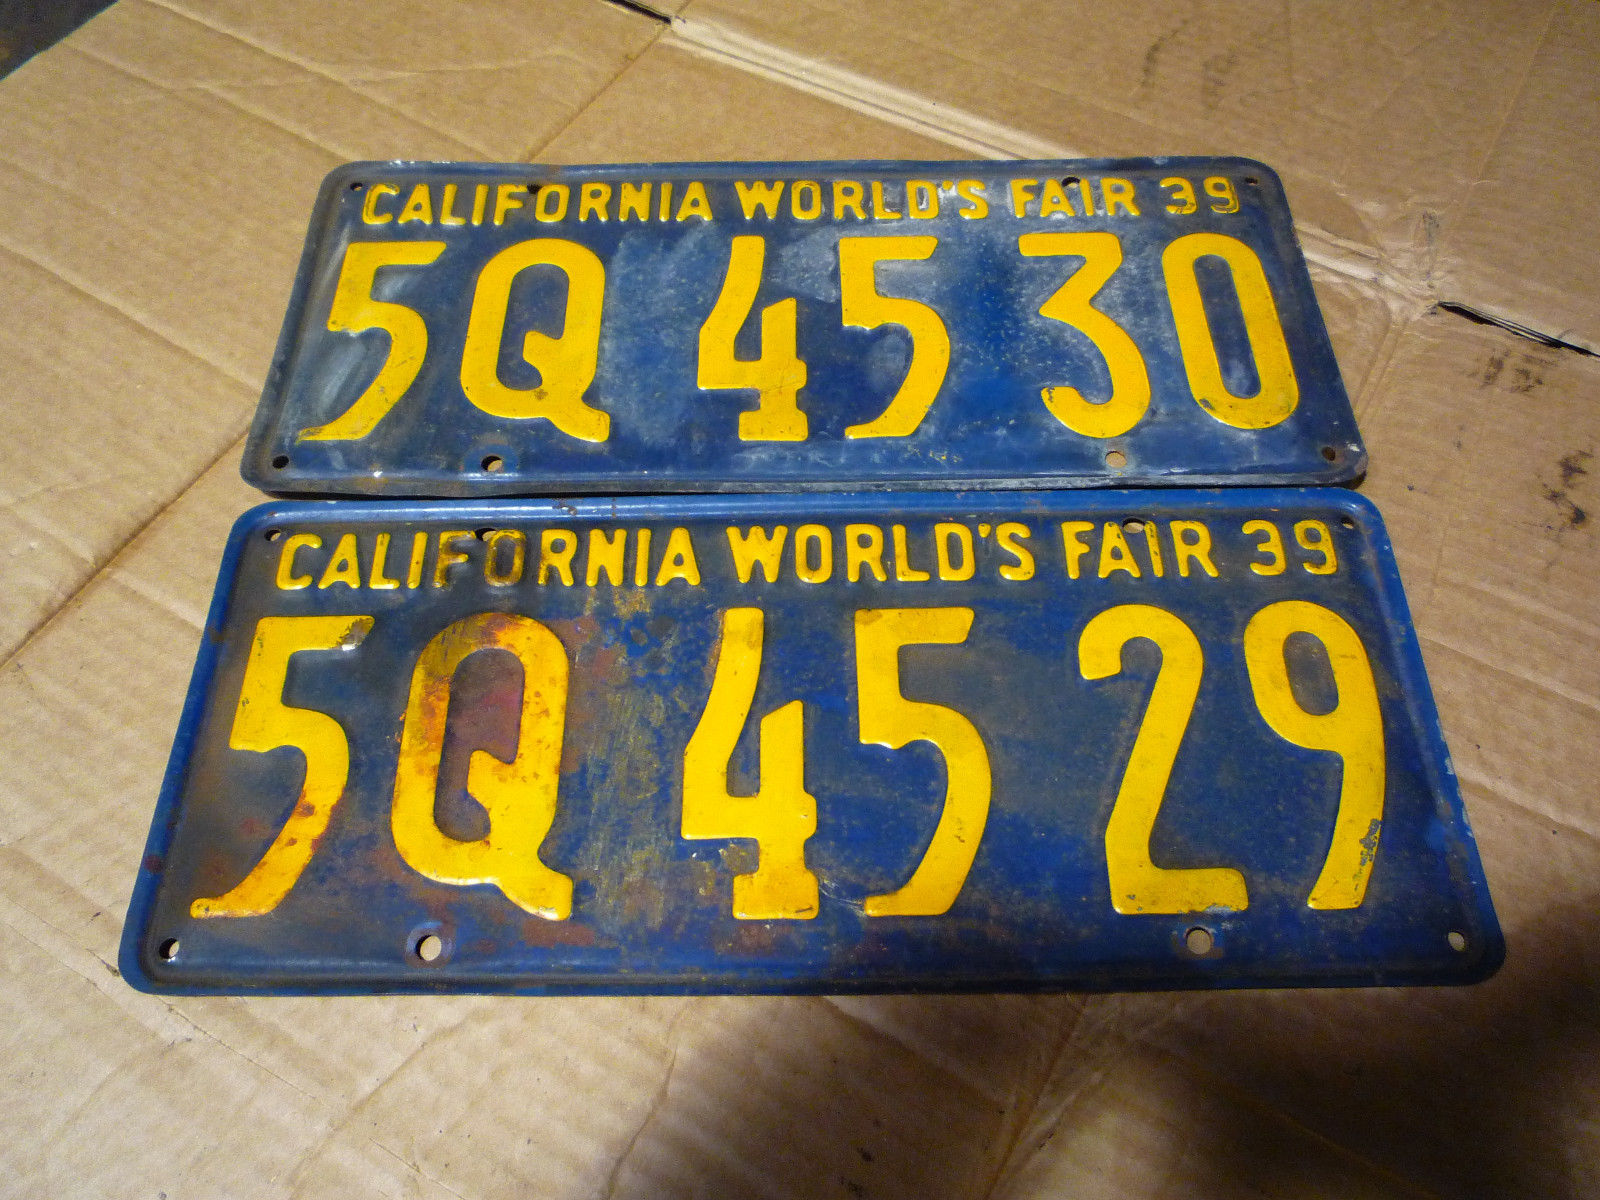 CALIFORNIA WORLD'S FAIR 39
5Q 45 30
CALIFORNIA WORLD'S FAIR 39
5Q 45 29